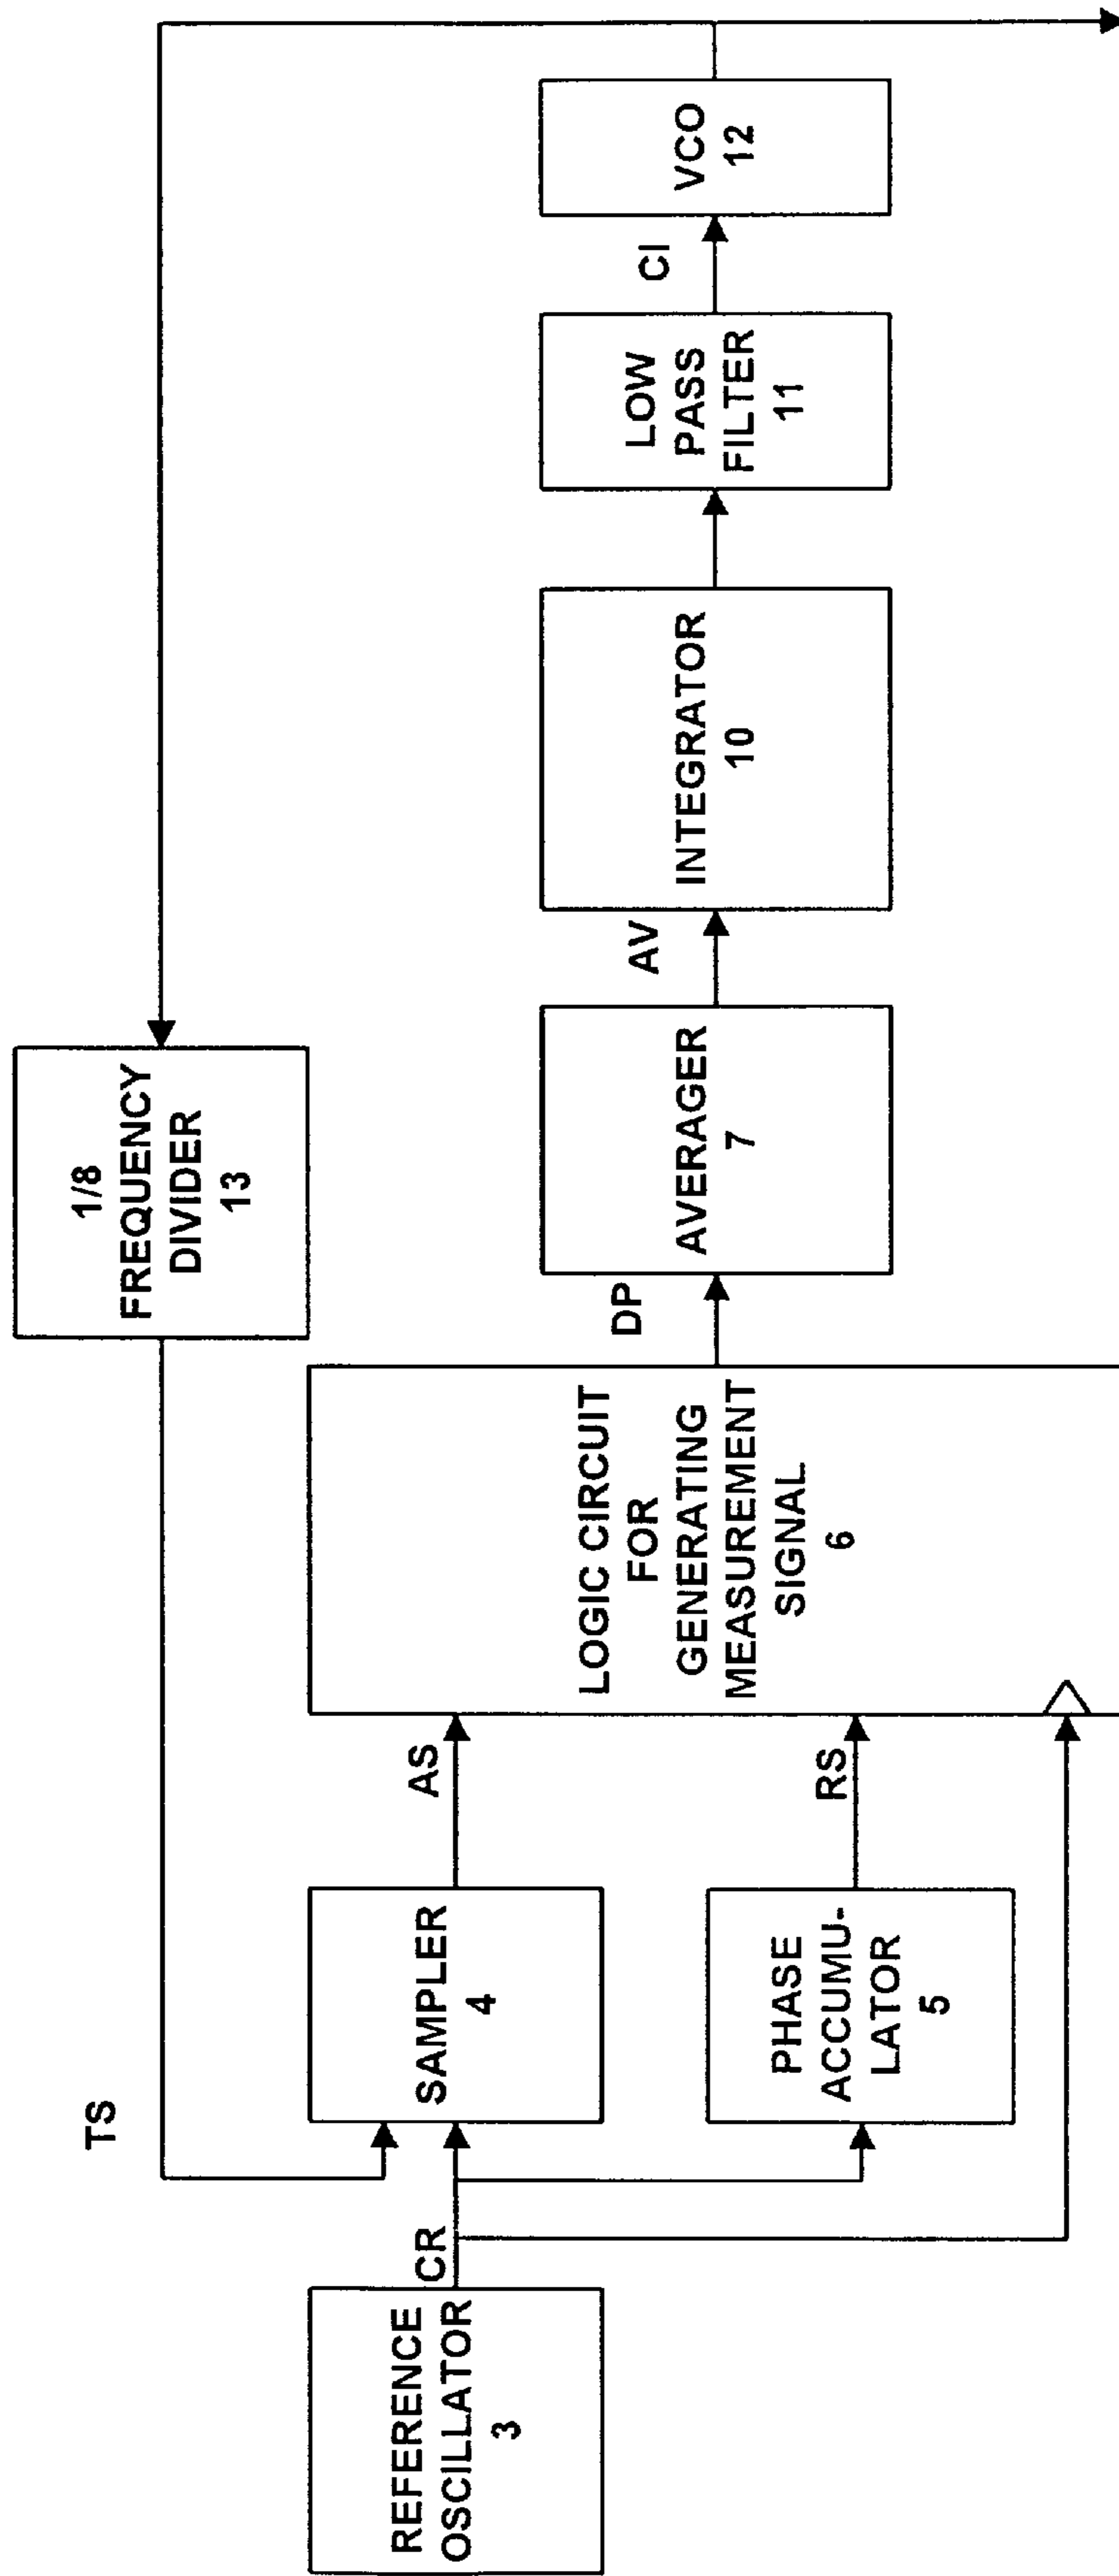 TS
1/8
FREQUENCY
DIVIDER
13
REFERENCE
OSCILLATOR
3
CR
SAMPLER
4
AS
PHASE
ACCUMU-
LATOR
5
RS
LOGIC CIRCUIT
FOR
GENERATING
MEASUREMENT
SIGNAL
6
DP
AVERAGER
7
AV
INTEGRATOR
10
LOW
PASS
FILTER
11
CI
VCO
12